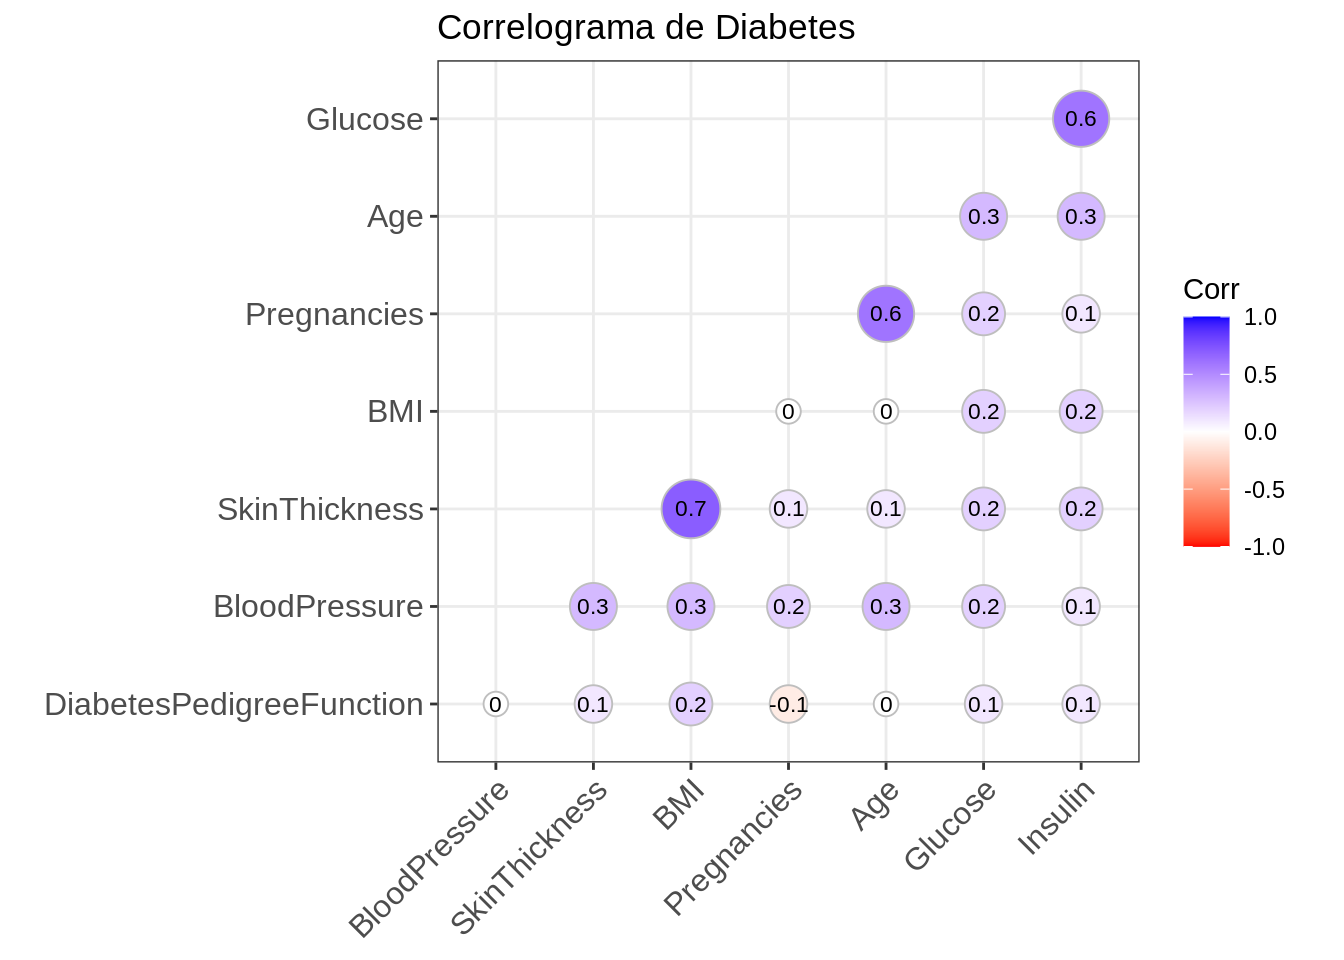 Correlograma de Diabetes
Glucose 0.6
Age 0.3 0.3
Pregnancies 0.6 0.2 0.1
BMI 0 0 0.2 0.2
SkinThickness 0.7 0.1 0.1 0.2 0.2
BloodPressure 0.3 0.3 0.2 0.3 0.2 0.1
DiabetesPedigreeFunction 0 0.1 0.2 -0.1 0 0.1 0.1
BloodPressure
SkinThickness
BMI
Pregnancies
Age
Glucose
Insulin
Corr
1.0
0.5
0.0
-0.5
-1.0